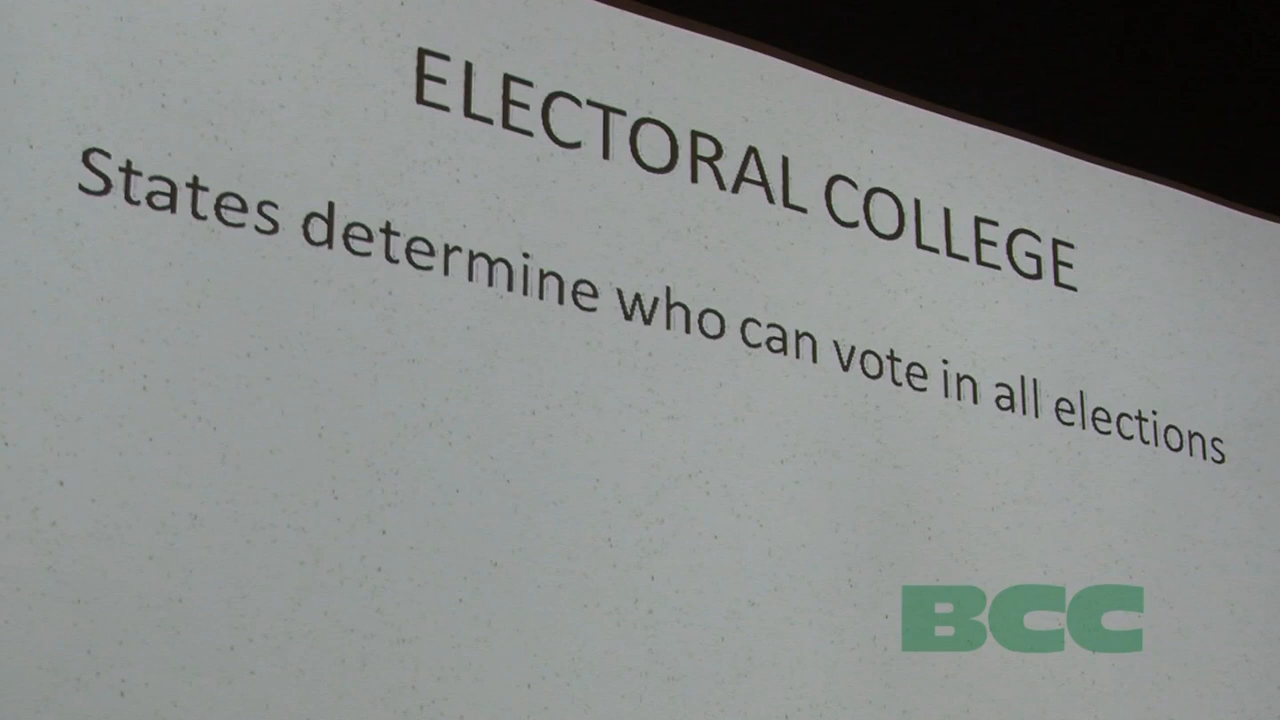 ELECTORAL COLLEGE
States determine who can vote in all elections
BCC